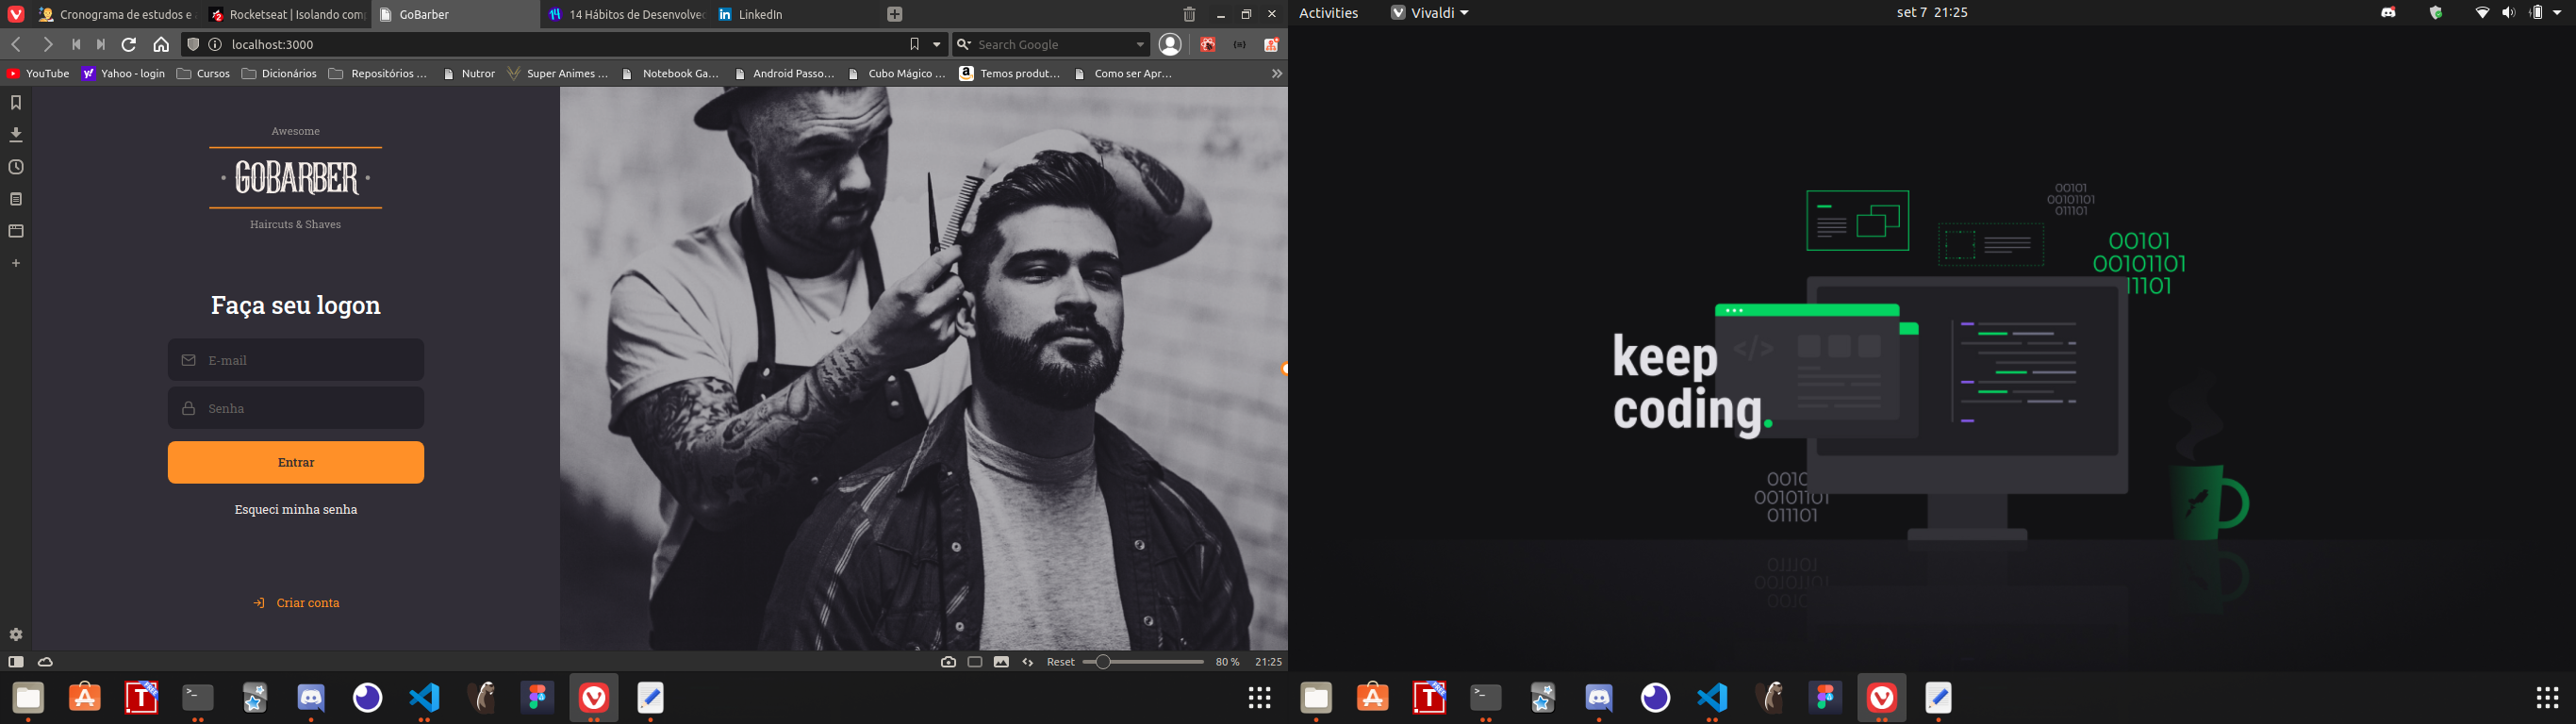 Cronograma de estudos e
Rocketseat | Isolando comp
GoBarber
14 Hábitos de Desenvolved
LinkedIn
localhost:3000
Search Google
YouTube
Yahoo - login
Cursos
Dicionários
Repositórios ...
Nutror
Super Animes ...
Notebook Ga...
Android Passo...
Cubo Mágico ...
Temos produt...
Como ser Apr...
Awesome
GOBARBER
Haircuts & Shaves
Faça seu logon
E-mail
Senha
Entrar
Esqueci minha senha
Criar conta
Reset
80 %
21:25
Activities
Vivaldi
set 7 21:25
00101
00101101
011101
00101
00101101
11101
keep
coding.
</>
0010
00101101
011101